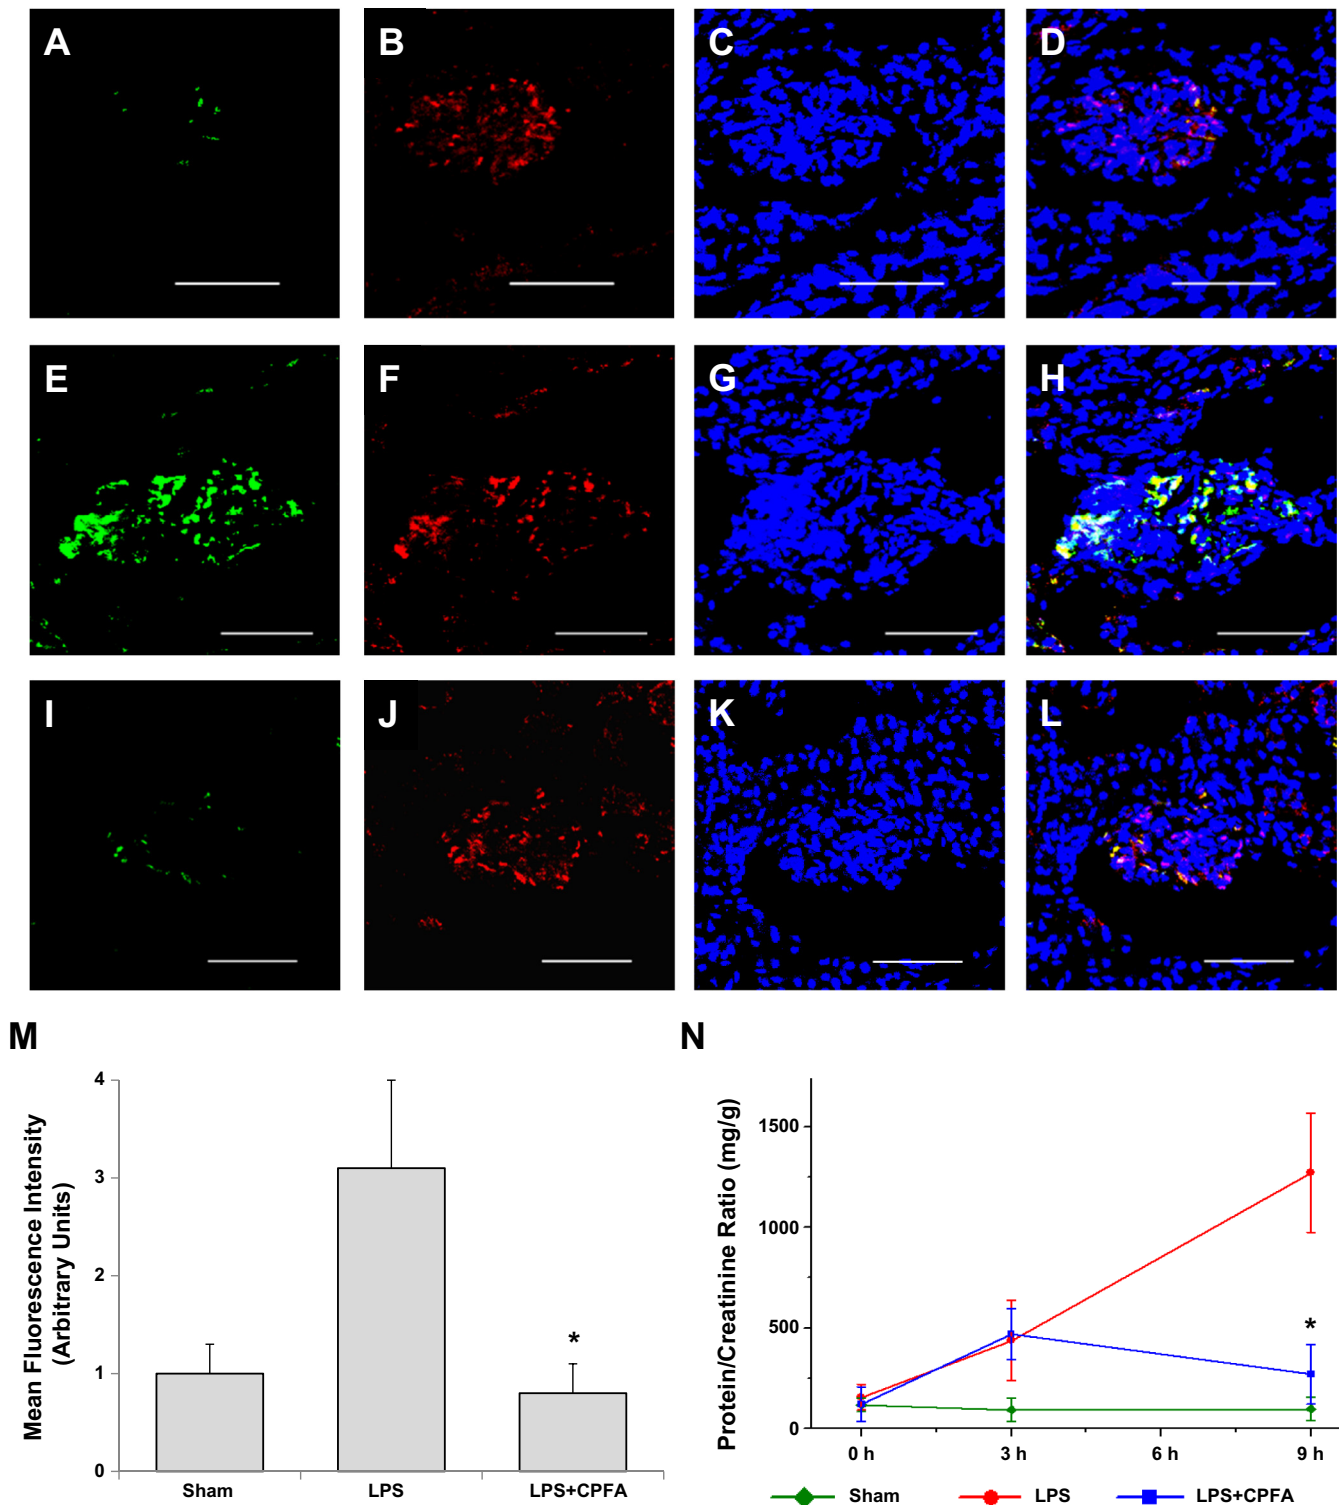 A B C D
E F G H
I J K L
M
Mean Fluorescence Intensity
(Arbitrary Units)
4
3
2
1
0
*
Sham LPS LPS+CPFA
N
Protein/Creatinine Ratio (mg/g)
1500
1000
500
0
*
0 h 3 h 6 h 9 h
Sham LPS LPS+CPFA